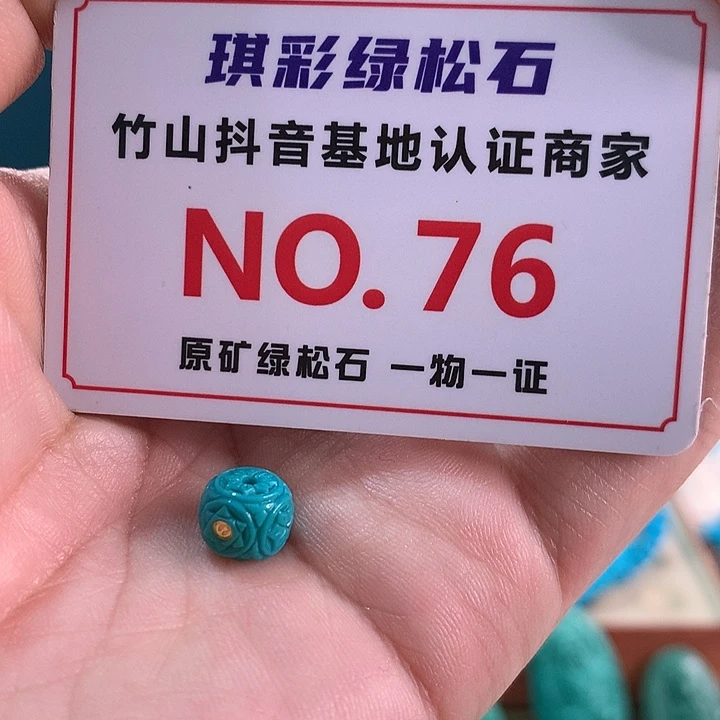 琪彩绿松石
竹山抖音基地认证商家
NO.76
原矿绿松石 一物一证